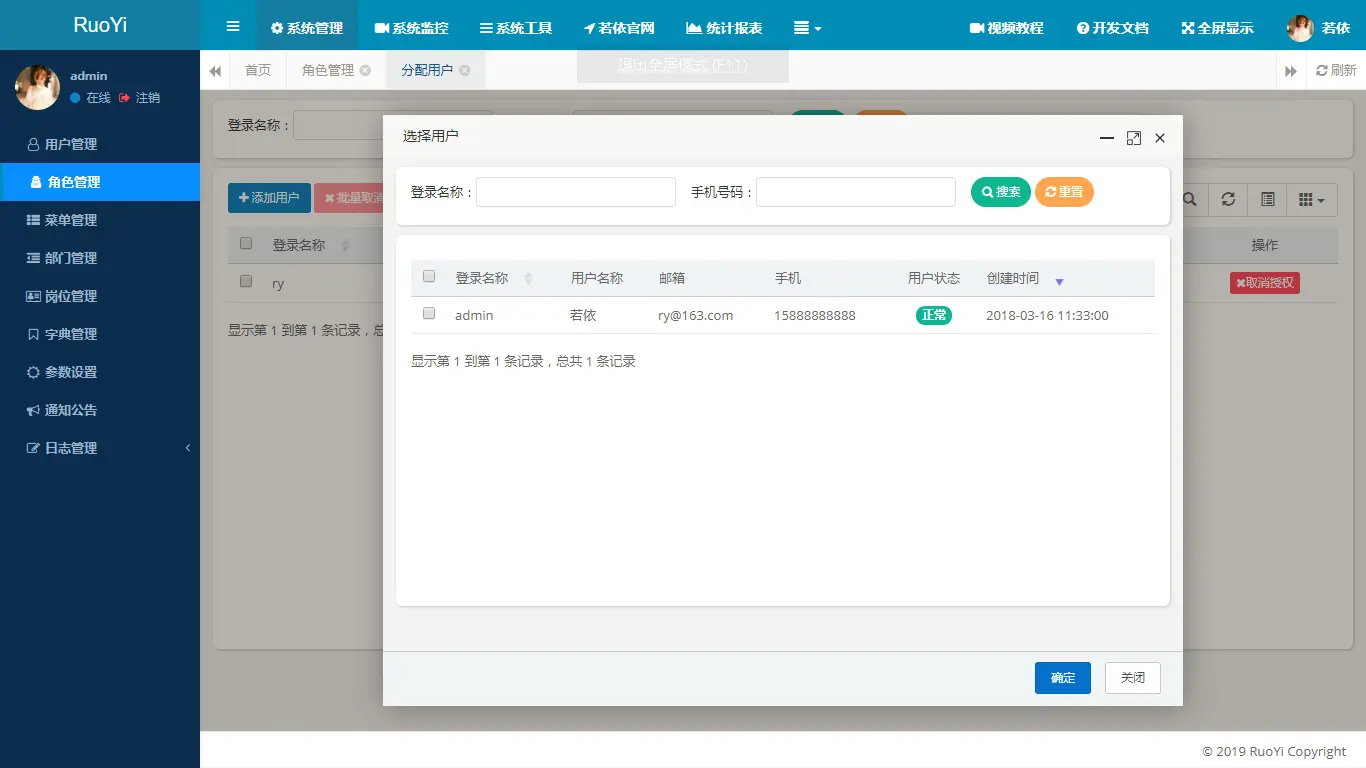 RuoYi
系统管理
系统监控
系统工具
若依官网
统计报表
视频教程
开发文档
全屏显示
若依
admin
在线 注销
首页
角色管理
分配用户
退出全屏模式 (F11)
刷新
用户管理
角色管理
菜单管理
部门管理
岗位管理
字典管理
参数设置
通知公告
日志管理
登录名称：
添加用户
批量取消
登录名称
操作
ry
取消授权
显示第 1 到第 1 条记录，总
选择用户
登录名称：
手机号码：
搜索
重置
登录名称 用户名称 邮箱 手机 用户状态 创建时间
admin 若依 ry@163.com 15888888888 正常 2018-03-16 11:33:00
显示第 1 到第 1 条记录，总共 1 条记录
确定
关闭
© 2019 RuoYi Copyright